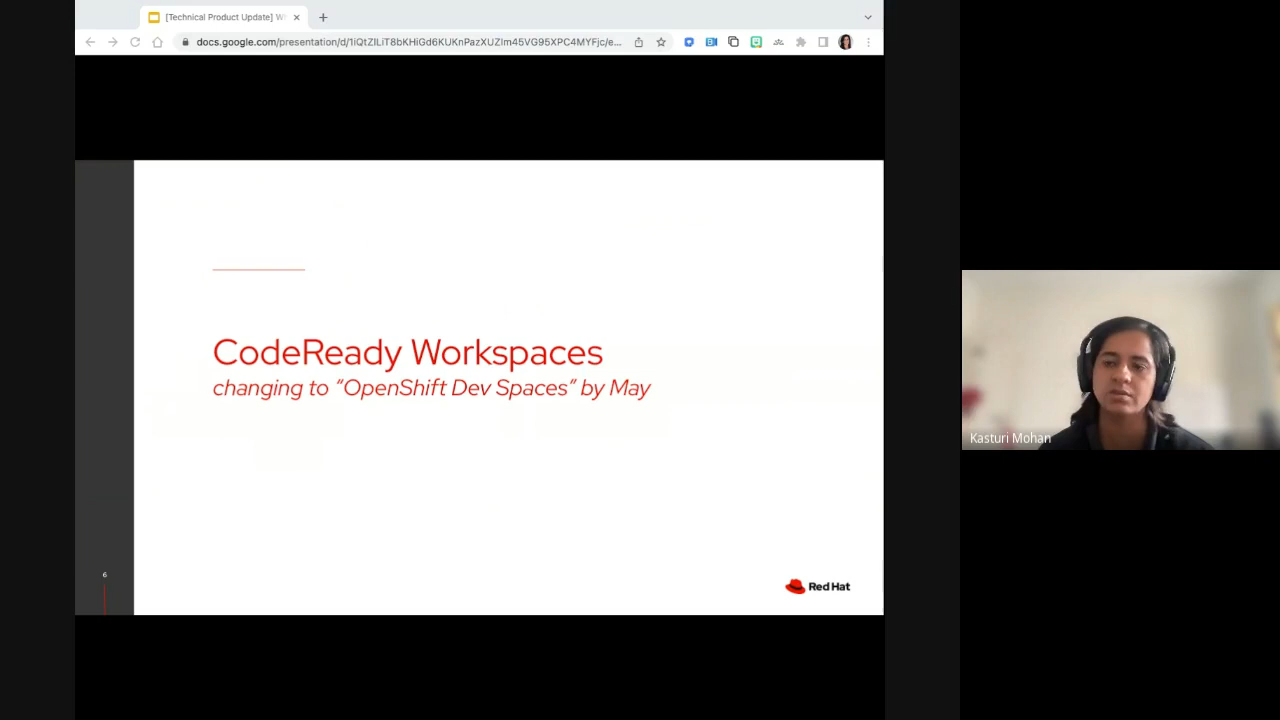 [Technical Product Update] W
docs.google.com/presentation/d/1iQtZILiT8bKHiGd6KUKnPazXUZIm45VG95XPC4MYFjc/e...
CodeReady Workspaces
changing to “OpenShift Dev Spaces” by May
6
Red Hat
Kasturi Mohan